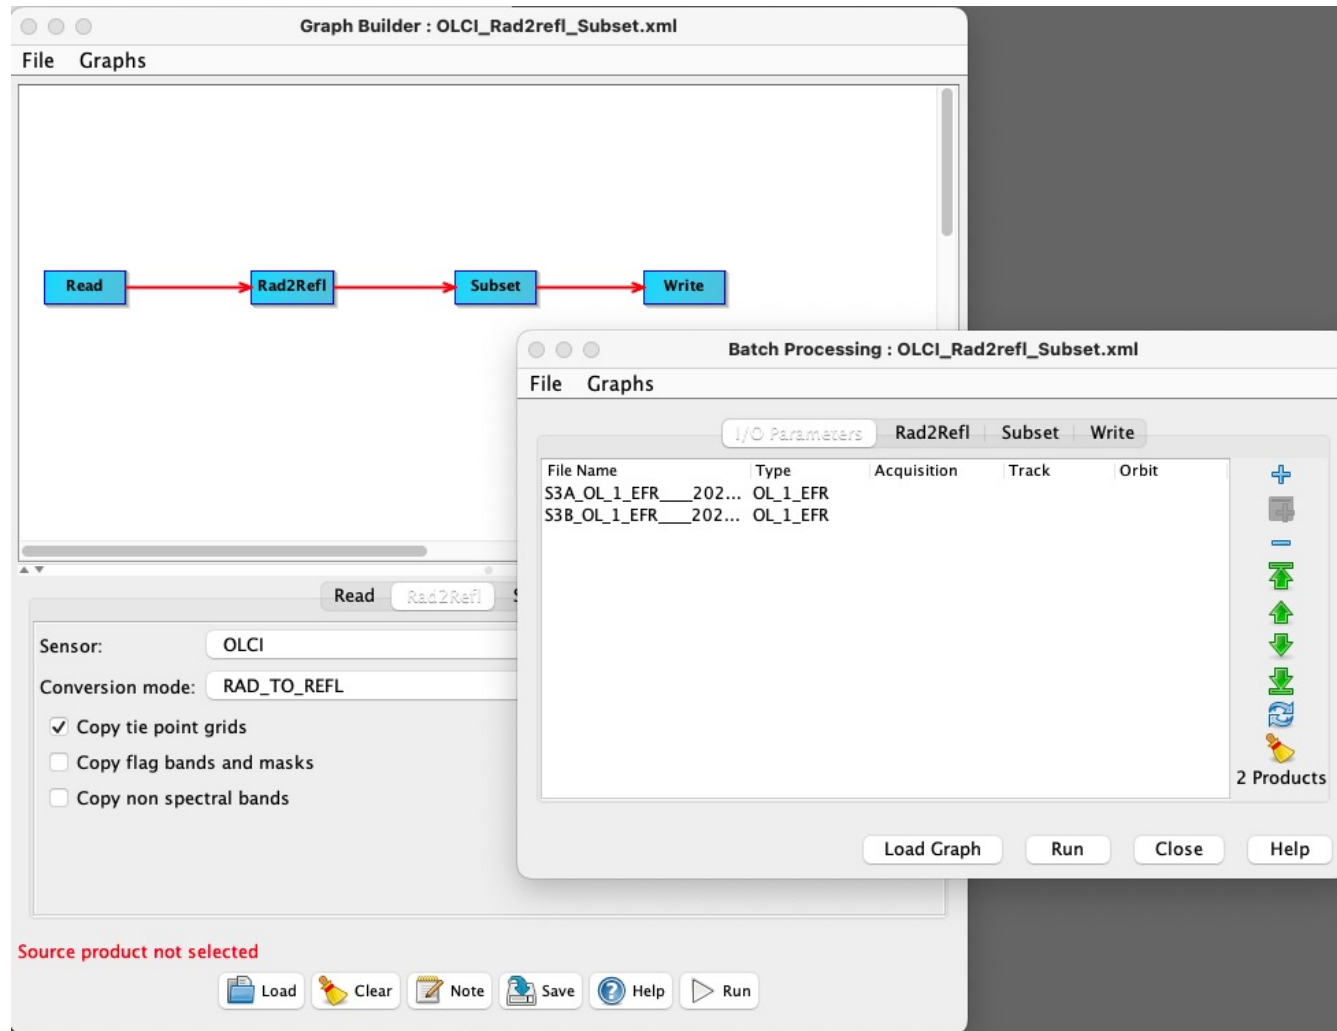 Graph Builder : OLCI_Rad2refl_Subset.xml
File Graphs
Read Rad2Refl Subset Write
Batch Processing : OLCI_Rad2refl_Subset.xml
File Graphs
I/O Parameters Rad2Refl Subset Write
File Name Type Acquisition Track Orbit
S3A_OL_1_EFR____202... OL_1_EFR
S3B_OL_1_EFR____202... OL_1_EFR
2 Products
Load Graph Run Close Help
Read Rad2Refl
Sensor: OLCI
Conversion mode: RAD_TO_REFL
Copy tie point grids
Copy flag bands and masks
Copy non spectral bands
Source product not selected
Load Clear Note Save Help Run